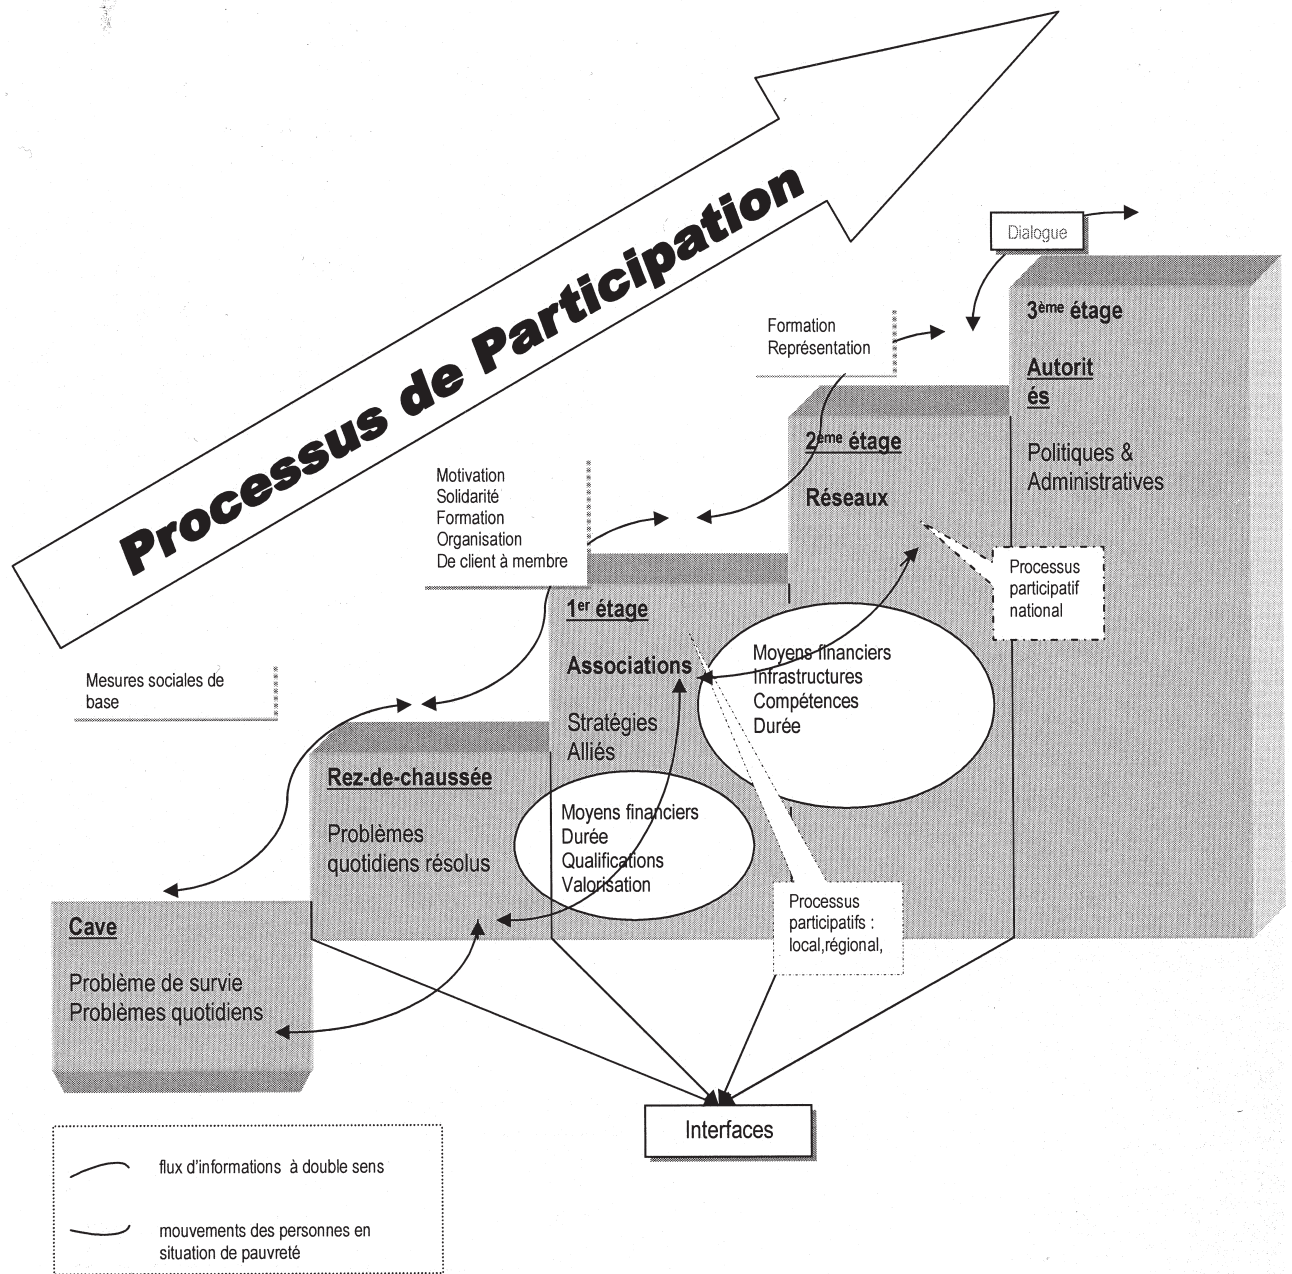 Processus de Participation
Dialogue
3ème étage
Autorit
és
Politiques &
Administratives
Formation
Représentation
2ème étage
Réseaux
Processus
participatif
national
Motivation
Solidarité
Formation
Organisation
De client à membre
1er étage
Associations
Stratégies
Alliés
Moyens financiers
Infrastructures
Compétences
Durée
Mesures sociales de
base
Rez-de-chaussée
Problèmes
quotidiens résolus
Moyens financiers
Durée
Qualifications
Valorisation
Processus
participatifs :
local,régional,
Cave
Problème de survie
Problèmes quotidiens
Interfaces
flux d'informations à double sens
mouvements des personnes en
situation de pauvreté